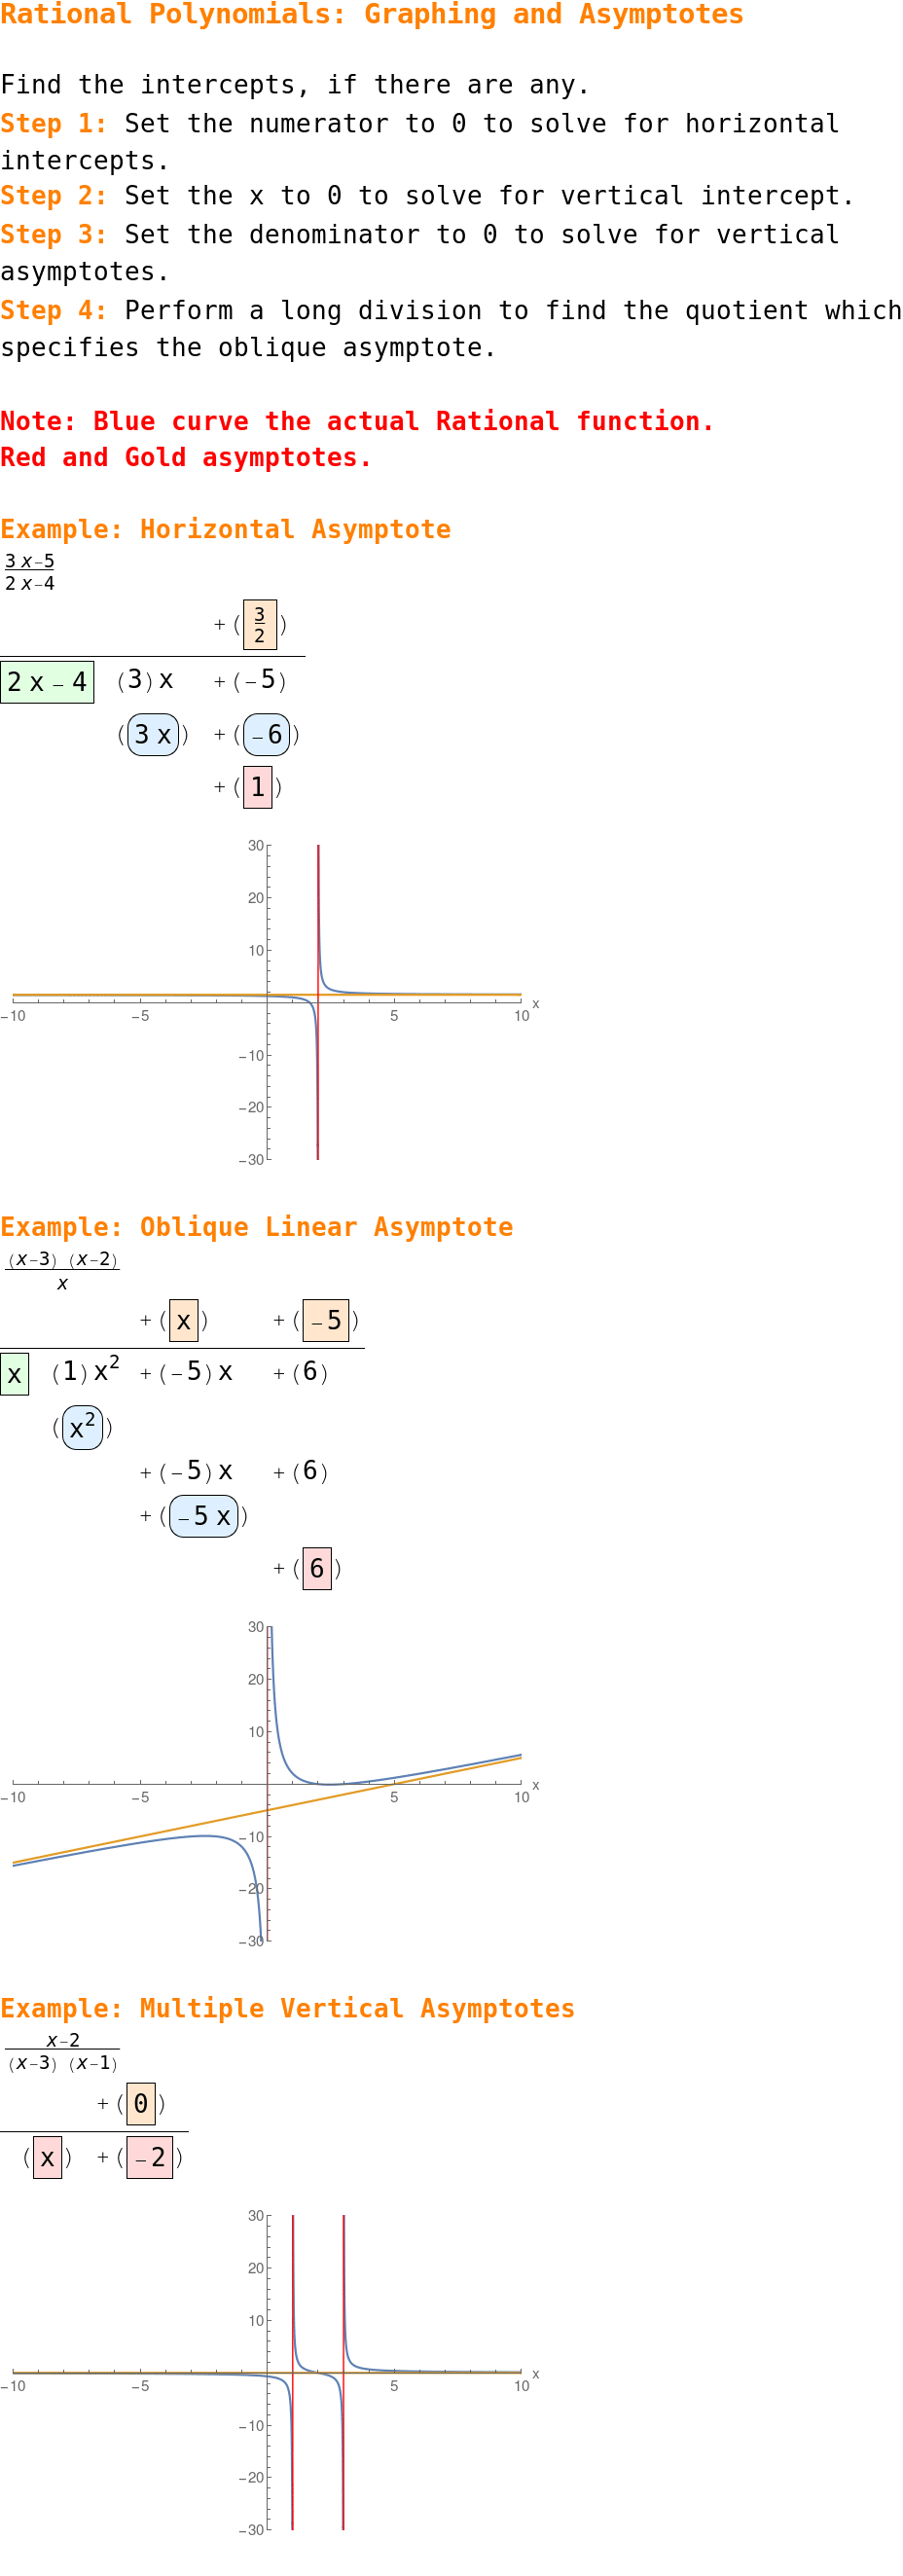 Rational Polynomials: Graphing and Asymptotes
Find the intercepts, if there are any.
Step 1: Set the numerator to 0 to solve for horizontal
intercepts.
Step 2: Set the x to 0 to solve for vertical intercept.
Step 3: Set the denominator to 0 to solve for vertical
asymptotes.
Step 4: Perform a long division to find the quotient which
specifies the oblique asymptote.
Note: Blue curve the actual Rational function.
Red and Gold asymptotes.
Example: Horizontal Asymptote
3 x−5
2 x−4
+ ( 3/2 )
2 x − 4 (3) x + (−5)
(3 x) + (−6)
+ (1)
30
20
10
−10 −5 5 10 x
−10
−20
−30
Example: Oblique Linear Asymptote
(x−3) (x−2)
x
+ (x) + (−5)
x (1) x² + (−5) x + (6)
(x²)
+ (−5) x + (6)
+ (−5 x)
+ (6)
30
20
10
−10 −5 5 10 x
−10
−20
−30
Example: Multiple Vertical Asymptotes
x−2
(x−3) (x−1)
+ (0)
(x) + (−2)
30
20
10
−10 −5 5 10 x
−10
−20
−30